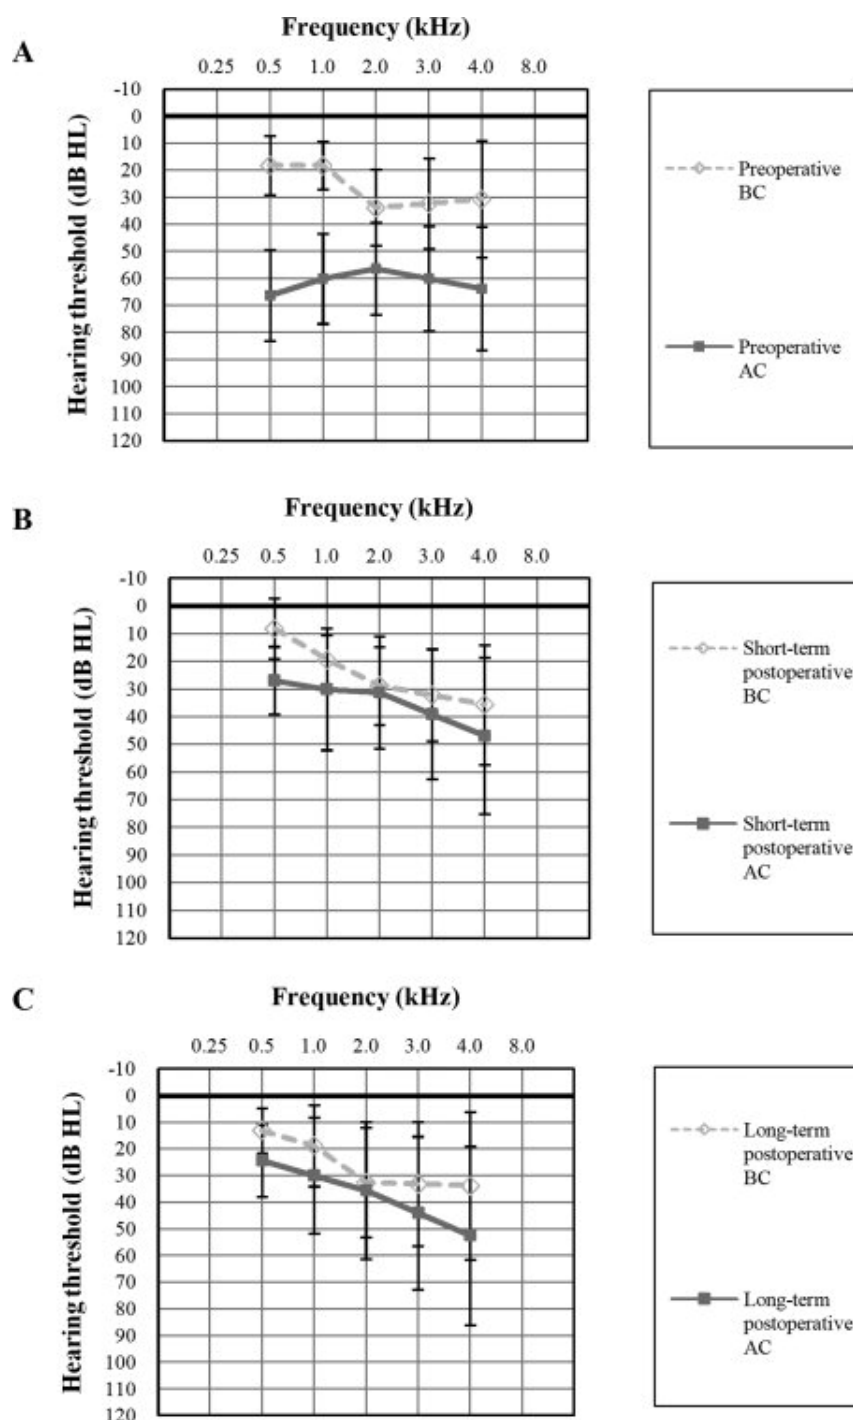 A
Frequency (kHz)
0.25 0.5 1.0 2.0 3.0 4.0 8.0
Hearing threshold (dB HL)
-10
0
10
20
30
40
50
60
70
80
90
100
110
120
Preoperative
BC
Preoperative
AC
B
Frequency (kHz)
0.25 0.5 1.0 2.0 3.0 4.0 8.0
Hearing threshold (dB HL)
-10
0
10
20
30
40
50
60
70
80
90
100
110
120
Short-term
postoperative
BC
Short-term
postoperative
AC
C
Frequency (kHz)
0.25 0.5 1.0 2.0 3.0 4.0 8.0
Hearing threshold (dB HL)
-10
0
10
20
30
40
50
60
70
80
90
100
110
120
Long-term
postoperative
BC
Long-term
postoperative
AC